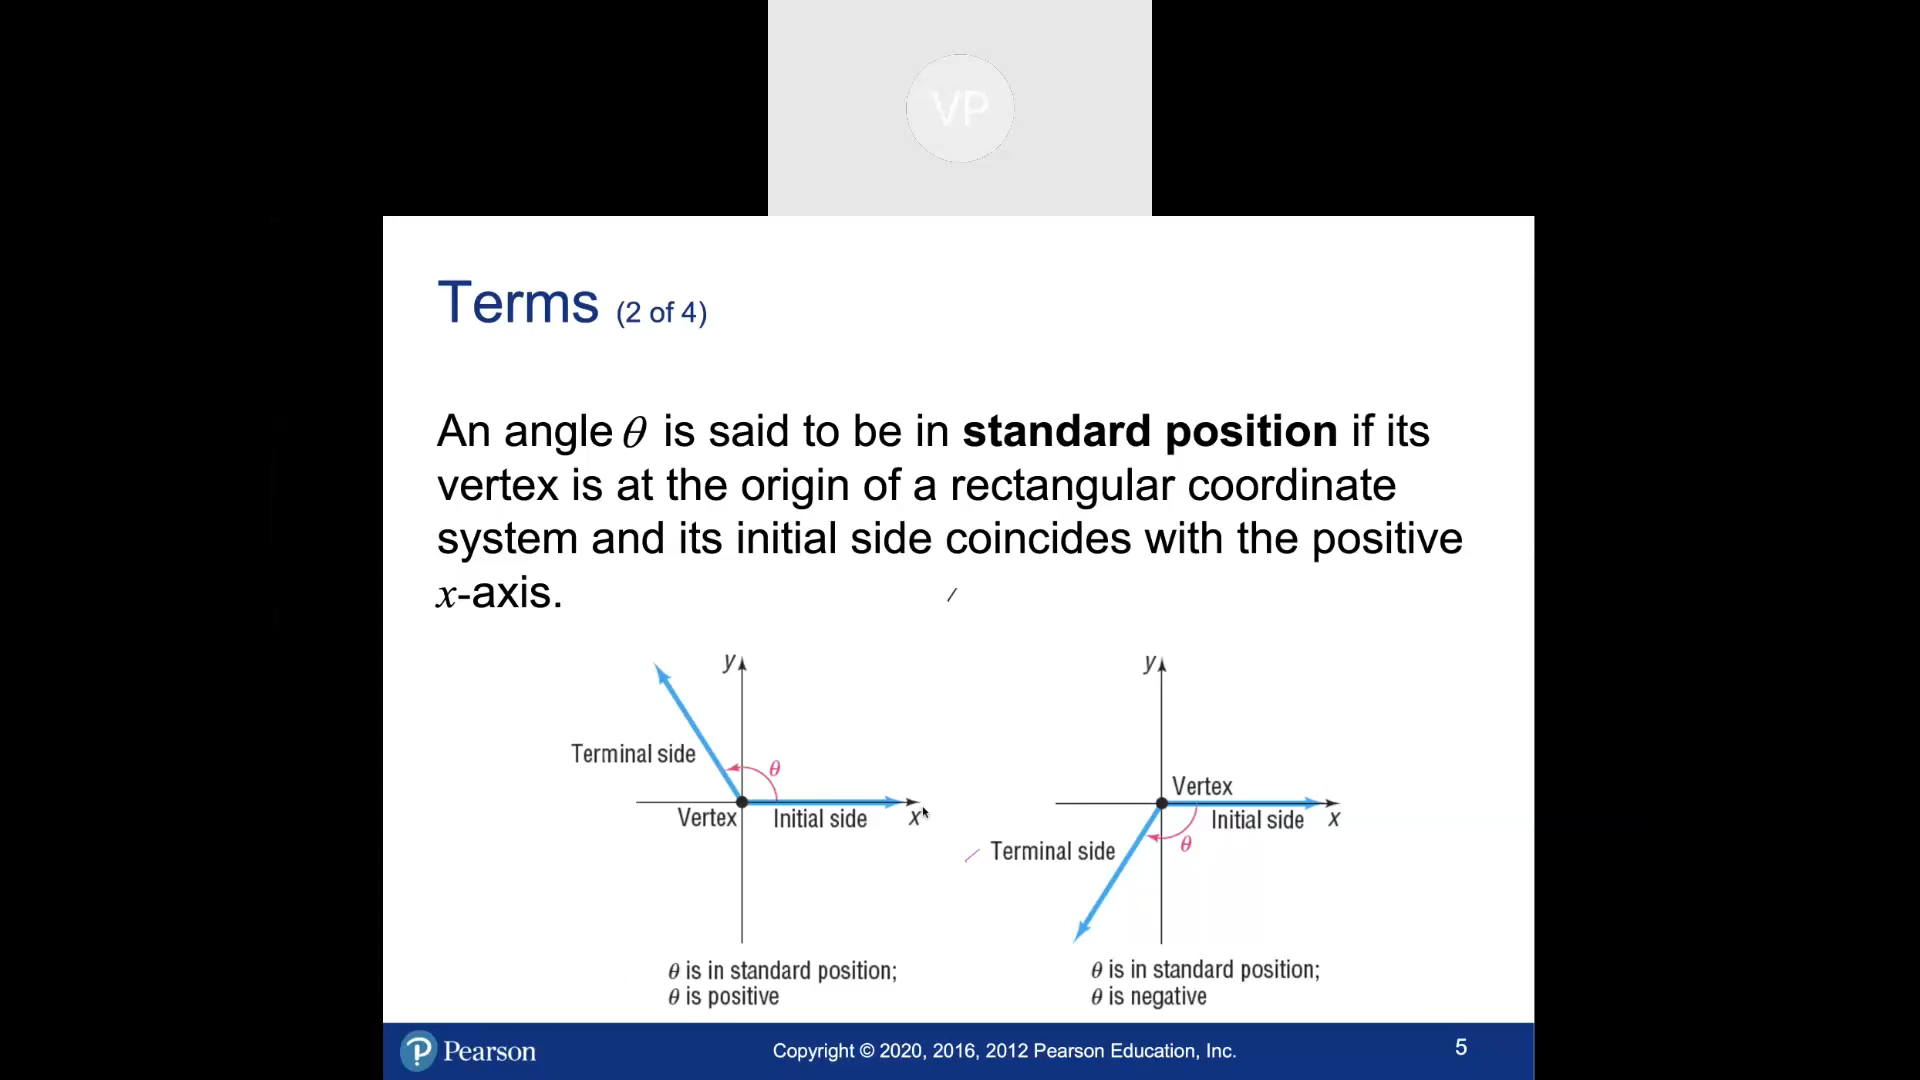 VP
Terms (2 of 4)
An angle θ is said to be in standard position if its
vertex is at the origin of a rectangular coordinate
system and its initial side coincides with the positive
x-axis.
y
Terminal side
θ
Vertex
Initial side
x
θ is in standard position;
θ is positive
y
Vertex
Initial side
x
Terminal side
θ
θ is in standard position;
θ is negative
Pearson
Copyright © 2020, 2016, 2012 Pearson Education, Inc.
5